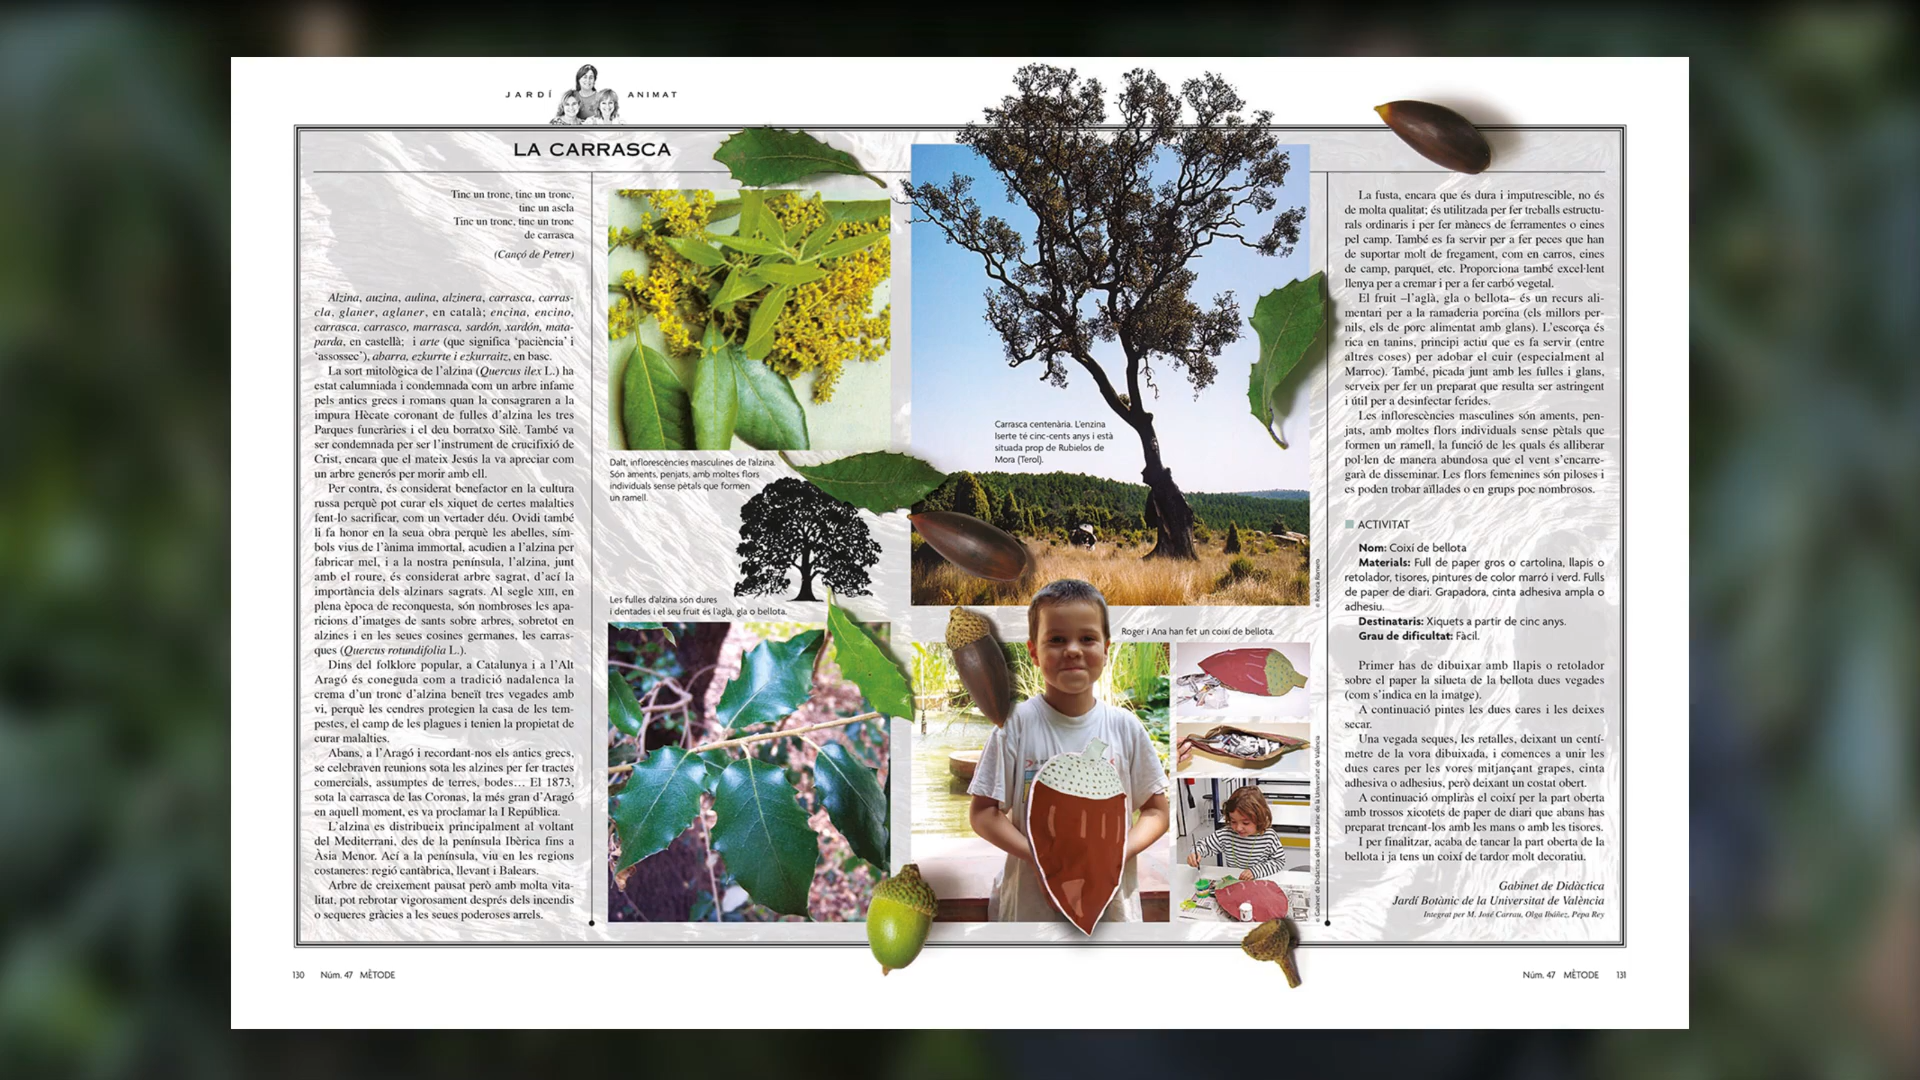 JARDÍ ANIMAT
LA CARRASCA
Tinc un tronc, tinc un tronc,
tinc un ascla
Tinc un tronc, tinc un tronc
de carrasca
(Cançó de Petrer)
Alzina, auzina, aulina, alzinera, carrasca, carras-
cla, glaner, aglaner, en català; encina, encino,
carrasca, carrasco, marrasca, sardón, xardón, mata-
parda, en castellà; i arte (que significa ‘paciència’ i
‘assossec’), abarra, ezkurte i ezkurraitz, en basc.
La sort mitològica de l’alzina (Quercus ilex L.) ha
estat calumniada i condemnada com un arbre infame
pels antics grecs i romans quan la consagraren a la
impura Hècate coronant de fulles d’alzina les tres
Parques funeràries i el deu borratxo Silè. També va
ser condemnada per ser l’instrument de crucifixió de
Crist, encara que el mateix Jesús la va apreciar com
un arbre generós per morir amb ell.
Per contra, és considerat benefactor en la cultura
russa perquè pot curar els xiquet de certes malalties
fent-lo sacrificar, com un vertader déu. Ovidi també
li fa honor en la seua obra perquè les abelles, sím-
bols vius de l’ànima immortal, acudien a l’alzina per
fabricar mel, i a la nostra península, l’alzina, junt
amb el roure, és considerat arbre sagrat, d’ací la
importància dels alzinars sagrats. Al segle XIII, en
plena època de reconquesta, són nombroses les apa-
ricions d’imatges de sants sobre arbres, sobretot en
alzines i en les seues cosines germanes, les carras-
ques (Quercus rotundifolia L.).
Dins del folklore popular, a Catalunya i a l’Alt
Aragó és coneguda com a tradició nadalenca la
crema d’un tronc d’alzina beneït tres vegades amb
vi, perquè les cendres protegien la casa de les tem-
pestes, el camp de les plagues i tenien la propietat de
curar malalties.
Abans, a l’Aragó i recordant-nos els antics grecs,
se celebraven reunions sota les alzines per fer tractes
comercials, assumptes de terres, bodes… El 1873,
sota la carrasca de las Coronas, la més gran d’Aragó
en aquell moment, es va proclamar la I República.
L’alzina es distribueix principalment al voltant
del Mediterrani, des de la península Ibèrica fins a
Àsia Menor. Ací a la península, viu en les regions
costaneres: regió cantàbrica, llevant i Balears.
Arbre de creixement pausat però amb molta vita-
litat, pot rebrotar vigorosament després dels incendis
o sequeres gràcies a les seues poderoses arrels.
Dalt, inflorescències masculines de l’alzina.
Són aments, penjats, amb moltes flors
individuals sense pètals que formen
un ramell.
Les fulles d’alzina són dures
i dentades i el seu fruit és l’aglà, gla o bellota.
Carrasca centenària. L’enzina
Iserte té cinc-cents anys i està
situada prop de Rubielos de
Mora (Terol).
© Rebeca Romero
Roger i Ana han fet un coixí de bellota.
© Gabinet de Didàctica del Jardí Botànic de la Universitat de València
La fusta, encara que és dura i imputrescible, no és
de molta qualitat; és utilitzada per fer treballs estructu-
rals ordinaris i per fer mànecs de ferramentes o eines
pel camp. També es fa servir per a fer peces que han
de suportar molt de fregament, com en carros, eines
de camp, parquet, etc. Proporciona també excel·lent
llenya per a cremar i per a fer carbó vegetal.
El fruit –l’aglà, gla o bellota– és un recurs ali-
mentari per a la ramaderia porcina (els millors per-
nils, els de porc alimentat amb glans). L’escorça és
rica en tanins, principi actiu que es fa servir (entre
altres coses) per adobar el cuir (especialment al
Marroc). També, picada junt amb les fulles i glans,
serveix per fer un preparat que resulta ser astringent
i útil per a desinfectar ferides.
Les inflorescències masculines són aments, pen-
jats, amb moltes flors individuals sense pètals que
formen un ramell, la funció de les quals és alliberar
pol·len de manera abundosa que el vent s’encarre-
garà de disseminar. Les flors femenines són piloses i
es poden trobar aïllades o en grups poc nombrosos.
ACTIVITAT
Nom: Coixí de bellota
Materials: Full de paper gros o cartolina, llapis o
retolador, tisores, pintures de color marró i verd. Fulls
de paper de diari. Grapadora, cinta adhesiva ampla o
adhesiu.
Destinataris: Xiquets a partir de cinc anys.
Grau de dificultat: Fàcil.
Primer has de dibuixar amb llapis o retolador
sobre el paper la silueta de la bellota dues vegades
(com s’indica en la imatge).
A continuació pintes les dues cares i les deixes
secar.
Una vegada seques, les retalles, deixant un centí-
metre de la vora dibuixada, i comences a unir les
dues cares per les vores mitjançant grapes, cinta
adhesiva o adhesius, però deixant un costat obert.
A continuació ompliràs el coixí per la part oberta
amb trossos xicotets de paper de diari que abans has
preparat trencant-los amb les mans o amb les tisores.
I per finalitzar, acaba de tancar la part oberta de la
bellota i ja tens un coixí de tardor molt decoratiu.
Gabinet de Didàctica
Jardí Botànic de la Universitat de València
Integrat per M. José Carrau, Olga Ibáñez, Pepa Rey
130 Núm. 47 MÈTODE
Núm. 47 MÈTODE 131